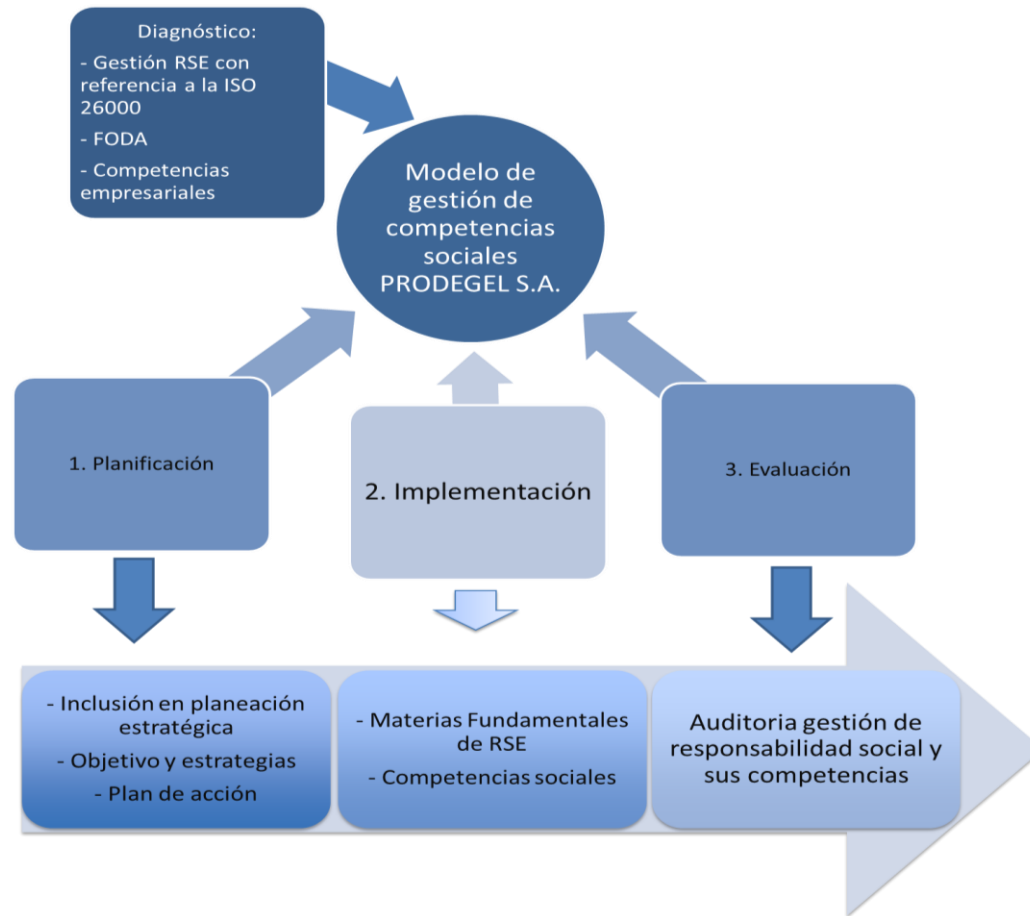 Diagnóstico:
- Gestión RSE con
referencia a la ISO
26000
- FODA
- Competencias
empresariales
Modelo de
gestión de
competencias
sociales
PRODEGEL S.A.
1. Planificación
2. Implementación
3. Evaluación
- Inclusión en planeación
estratégica
- Objetivo y estrategias
- Plan de acción
- Materias Fundamentales
de RSE
- Competencias sociales
Auditoria gestión de
responsabilidad social y
sus competencias